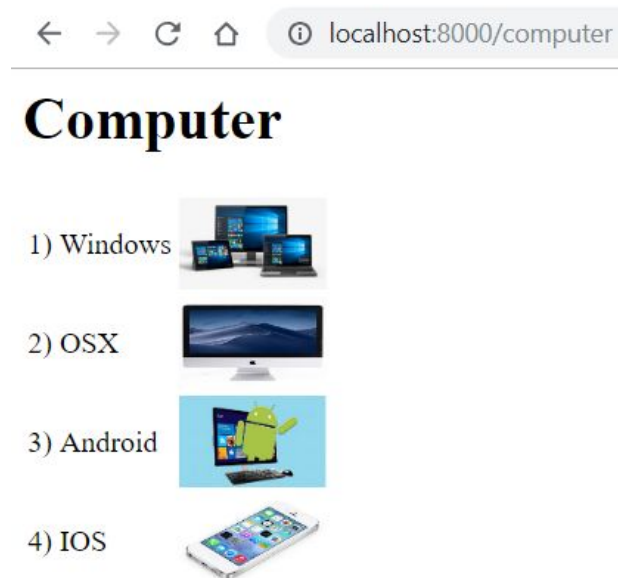 localhost:8000/computer
Computer
1) Windows
2) OSX
3) Android
4) IOS